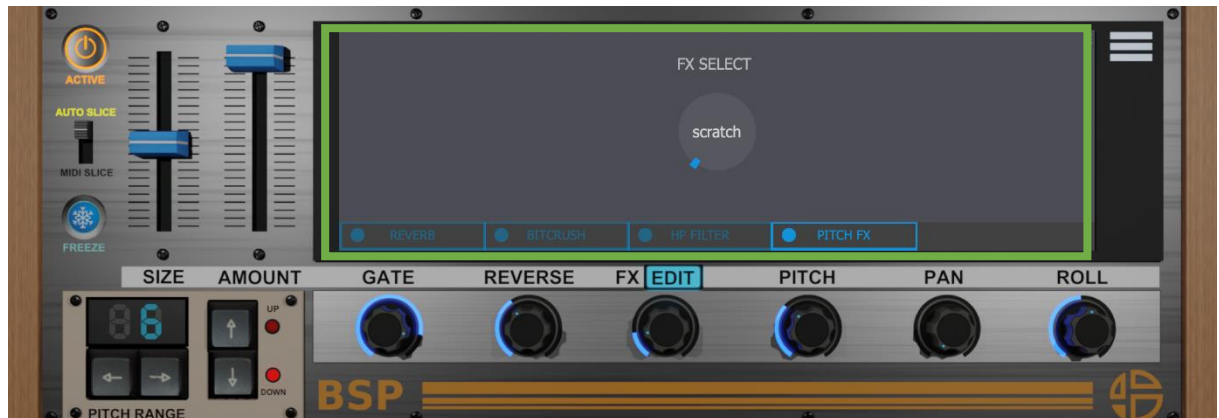 ACTIVE
AUTO SLICE
MIDI SLICE
FREEZE
FX SELECT
scratch
REVERB
BITCRUSH
HP FILTER
PITCH FX
SIZE
AMOUNT
GATE
REVERSE
FX EDIT
PITCH
PAN
ROLL
6
UP
DOWN
PITCH RANGE
BSP